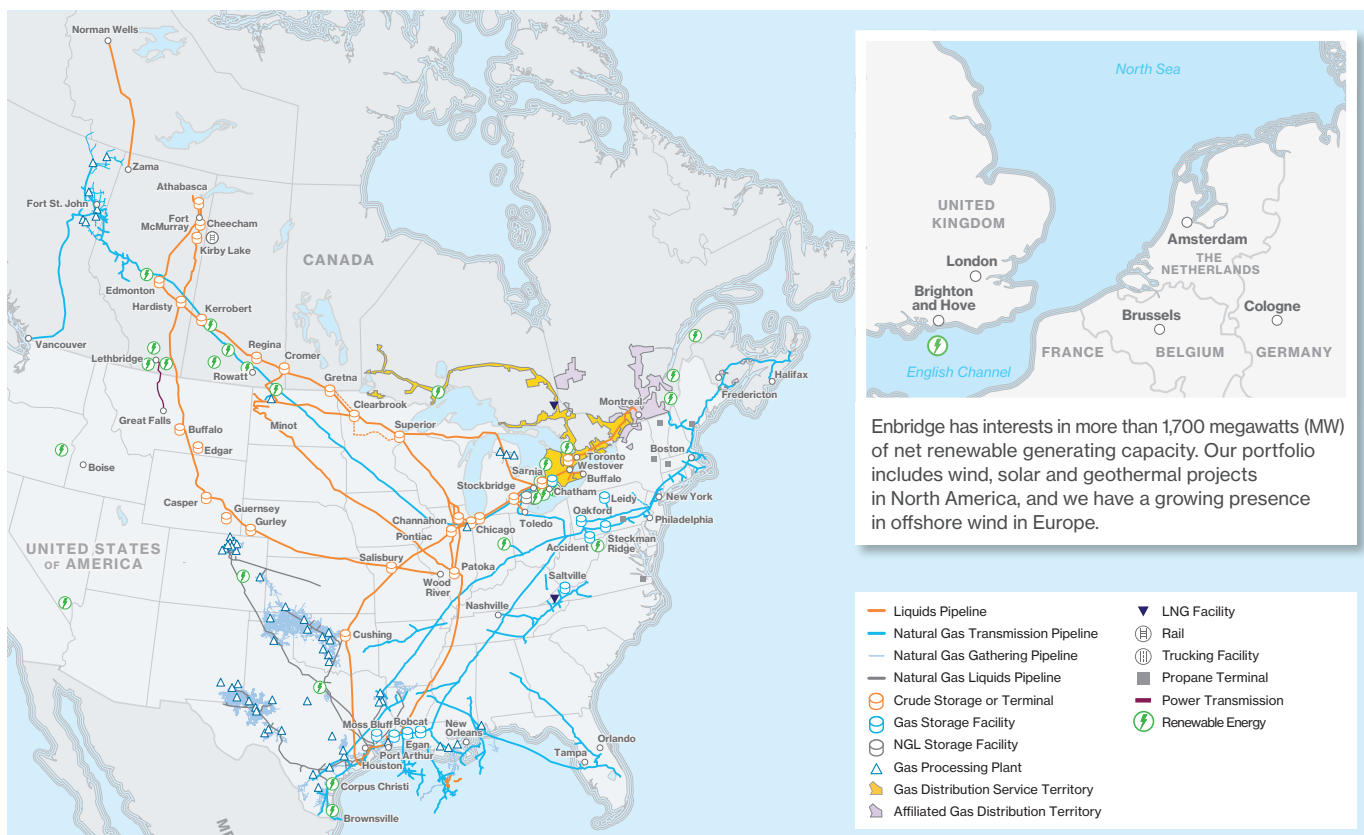 Norman Wells
Zama
Athabasca
Fort St. John
Fort
McMurray
Cheecham
Kirby Lake
CANADA
Edmonton
Hardisty
Kerrobert
Vancouver
Regina
Cromer
Lethbridge
Rowatt
Gretna
Halifax
Fredericton
Montreal
Great Falls
Clearbrook
Buffalo
Minot
Superior
Edgar
Boston
Toronto
Westover
Sarnia
Buffalo
Boise
Stockbridge
Chatham
New York
Leidy
Casper
Toledo
Oakford
Guernsey
Channahon
Chicago
Philadelphia
Gurley
Pontiac
Steckman
Ridge
Accident
UNITED STATES
OF AMERICA
Salisbury
Patoka
Saltville
Wood
River
Nashville
Cushing
Moss Bluff
Bobcat
New
Orleans
Egan
Port Arthur
Houston
Orlando
Tampa
Corpus Christi
Brownsville
ME
North Sea
UNITED
KINGDOM
Amsterdam
THE
NETHERLANDS
London
Brighton
and Hove
Brussels
Cologne
FRANCE
BELGIUM
GERMANY
English Channel
Enbridge has interests in more than 1,700 megawatts (MW)
of net renewable generating capacity. Our portfolio
includes wind, solar and geothermal projects
in North America, and we have a growing presence
in offshore wind in Europe.
Liquids Pipeline
Natural Gas Transmission Pipeline
Natural Gas Gathering Pipeline
Natural Gas Liquids Pipeline
Crude Storage or Terminal
Gas Storage Facility
NGL Storage Facility
Gas Processing Plant
Gas Distribution Service Territory
Affiliated Gas Distribution Territory
LNG Facility
Rail
Trucking Facility
Propane Terminal
Power Transmission
Renewable Energy